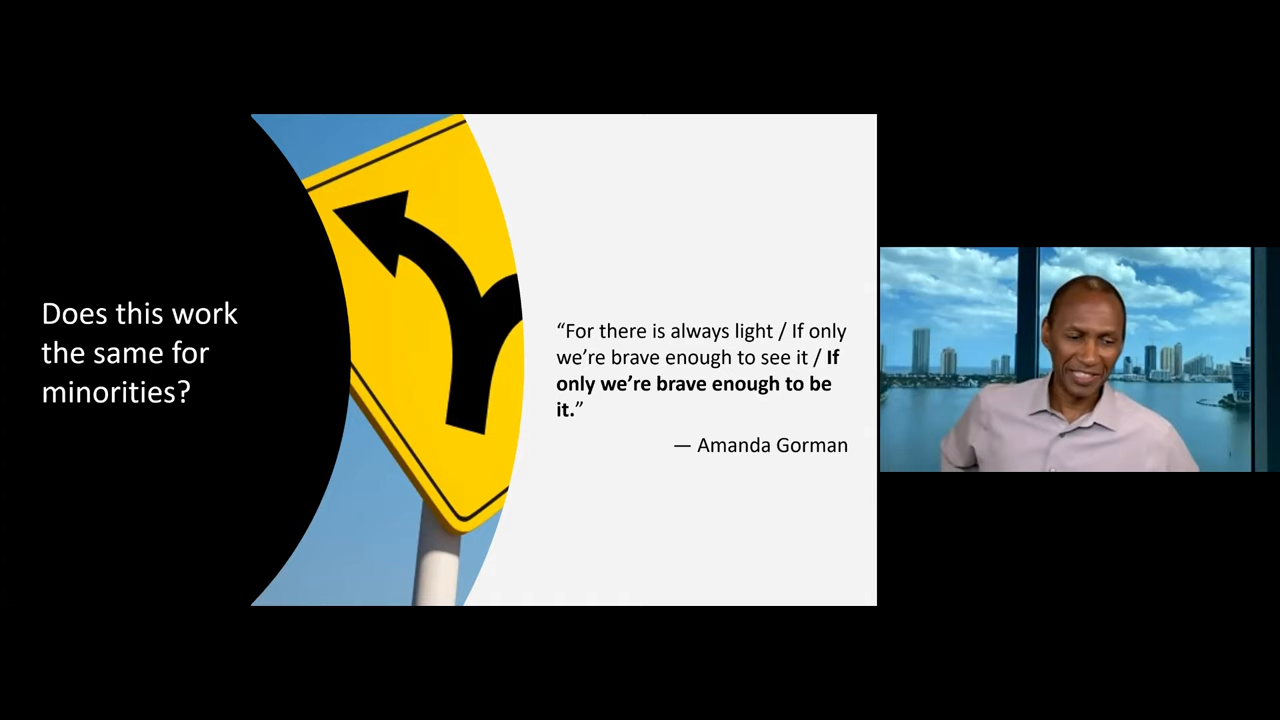 Does this work
the same for
minorities?
“For there is always light / If only
we’re brave enough to see it / If
only we’re brave enough to be
it.”
— Amanda Gorman